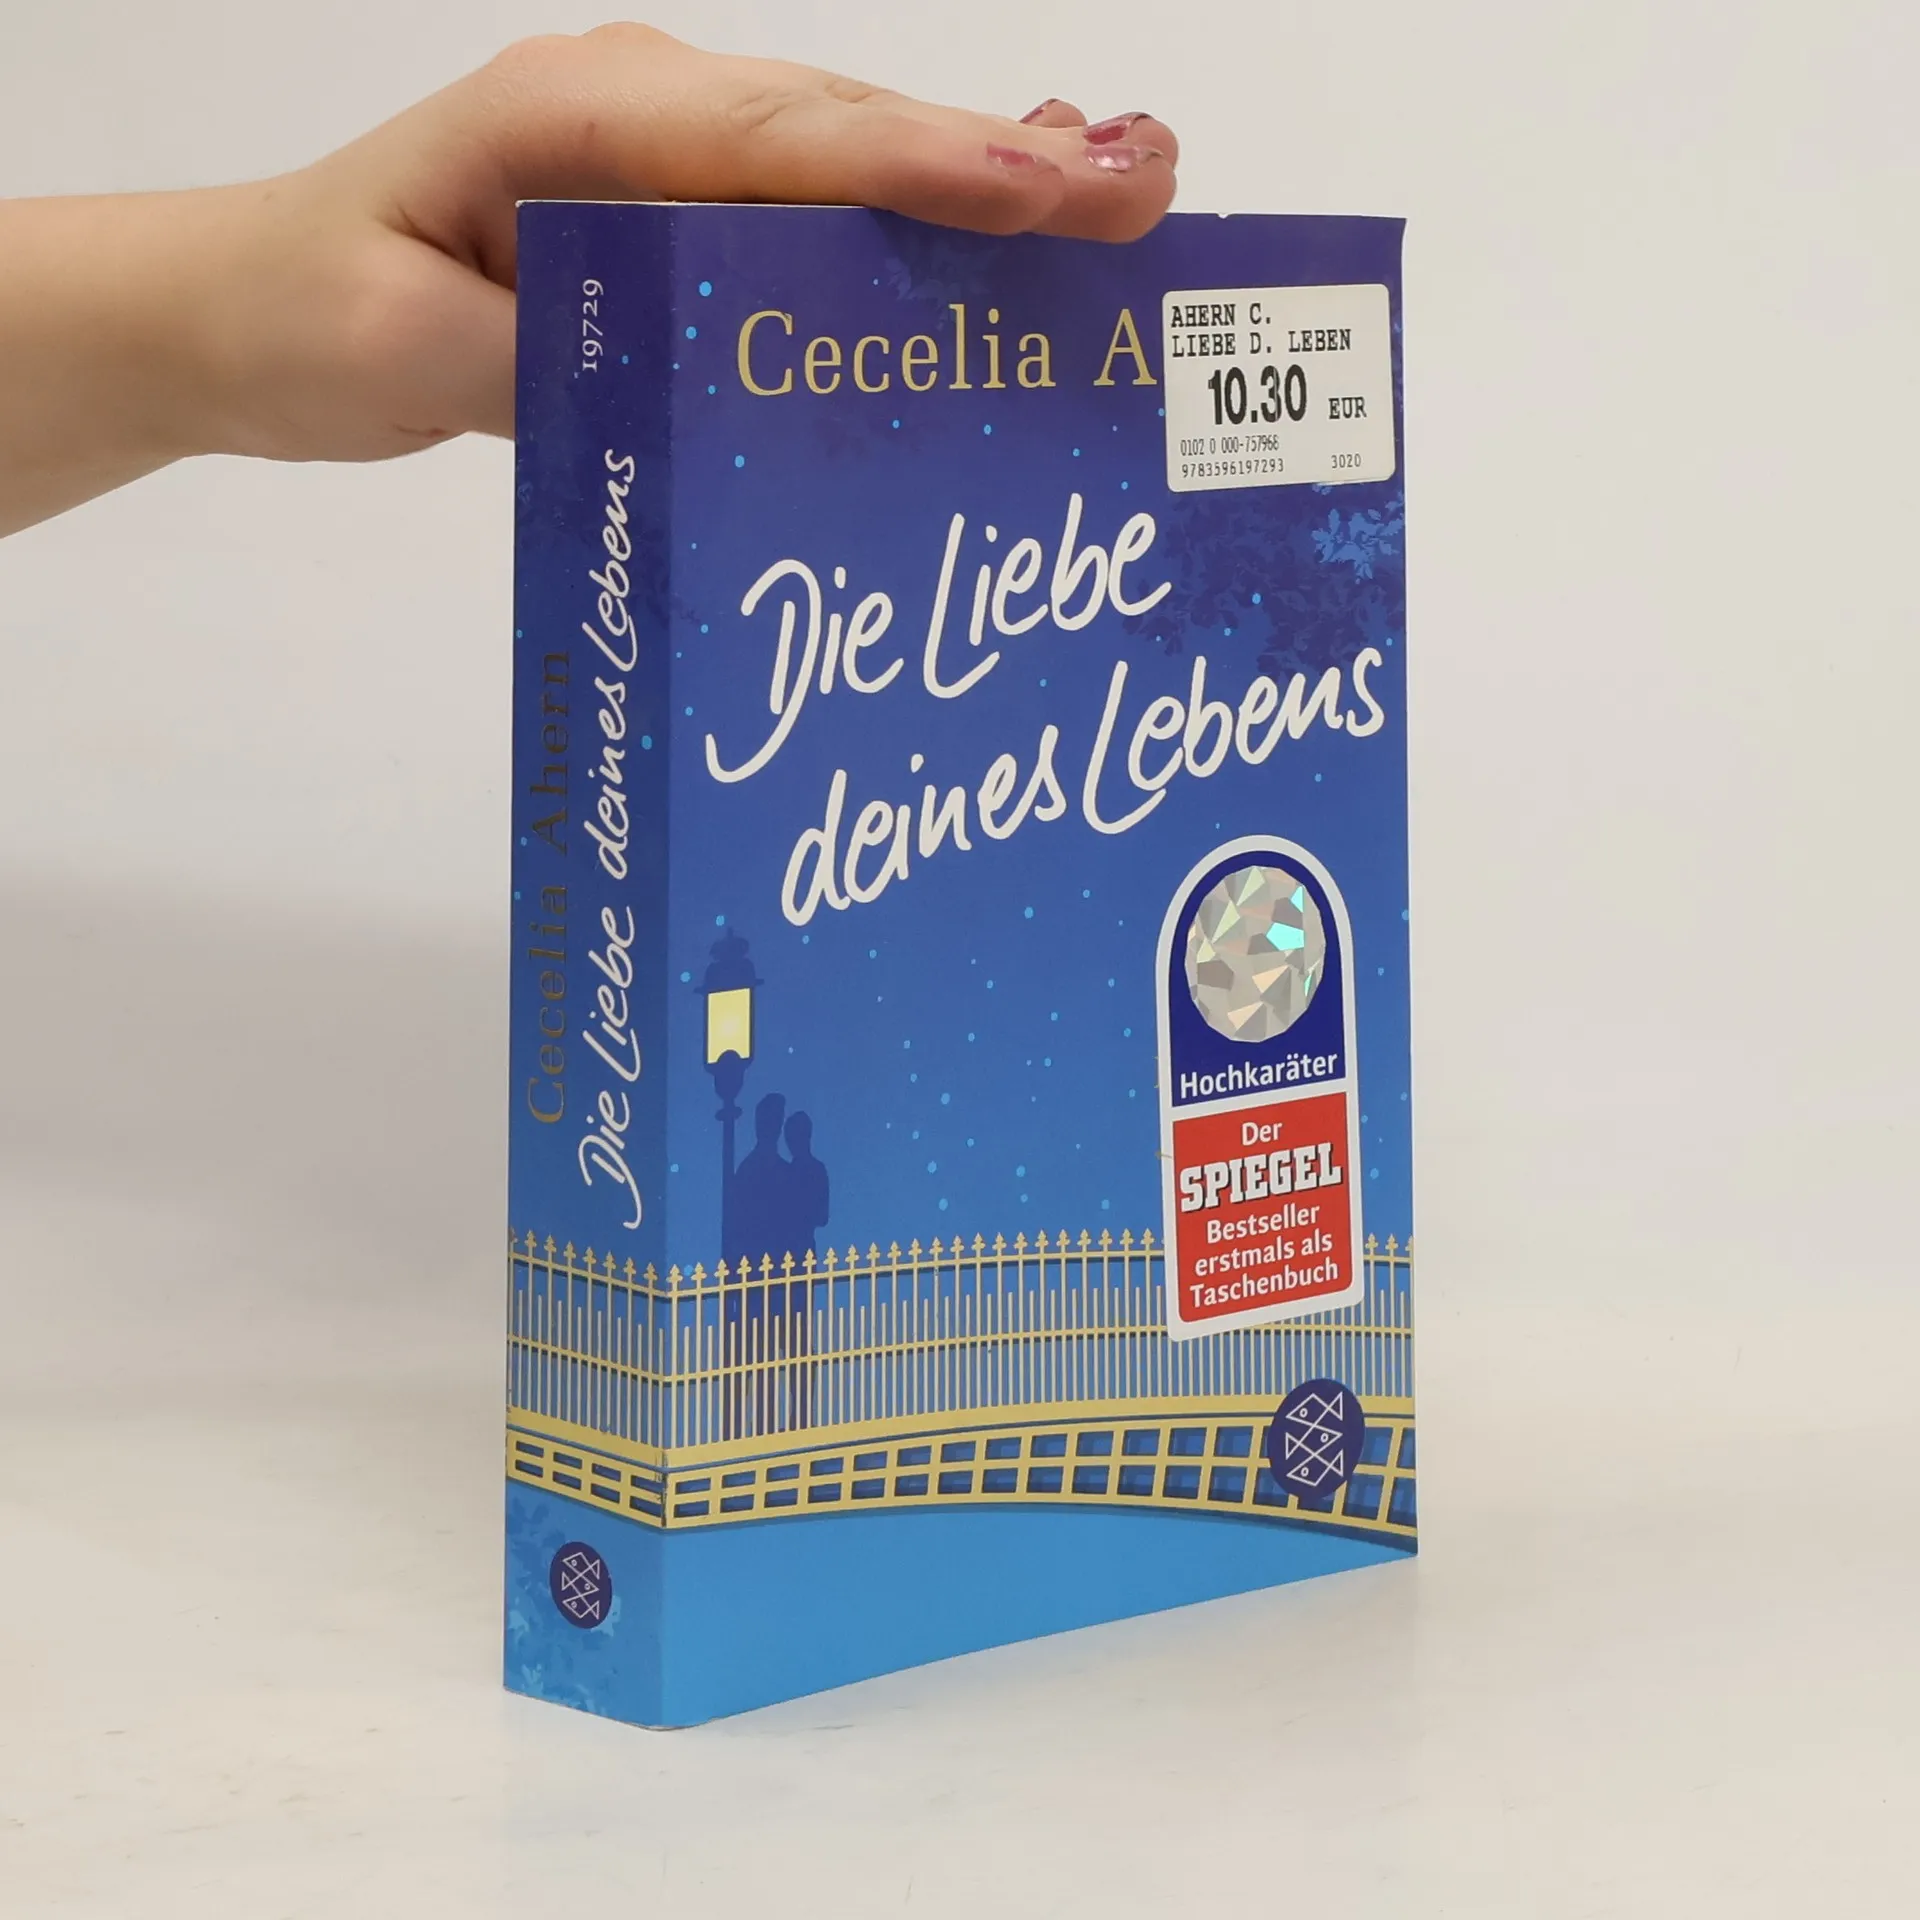 19729
Cecelia Ahern
Die Liebe deines Lebens
Cecelia A
AHERN C.
LIEBE D. LEBEN
10.30 EUR
0102 0 000-757968
9783596197293 3020
Die Liebe
deines Lebens
Hochkaräter
Der
SPIEGEL
Bestseller
erstmals als
Taschenbuch